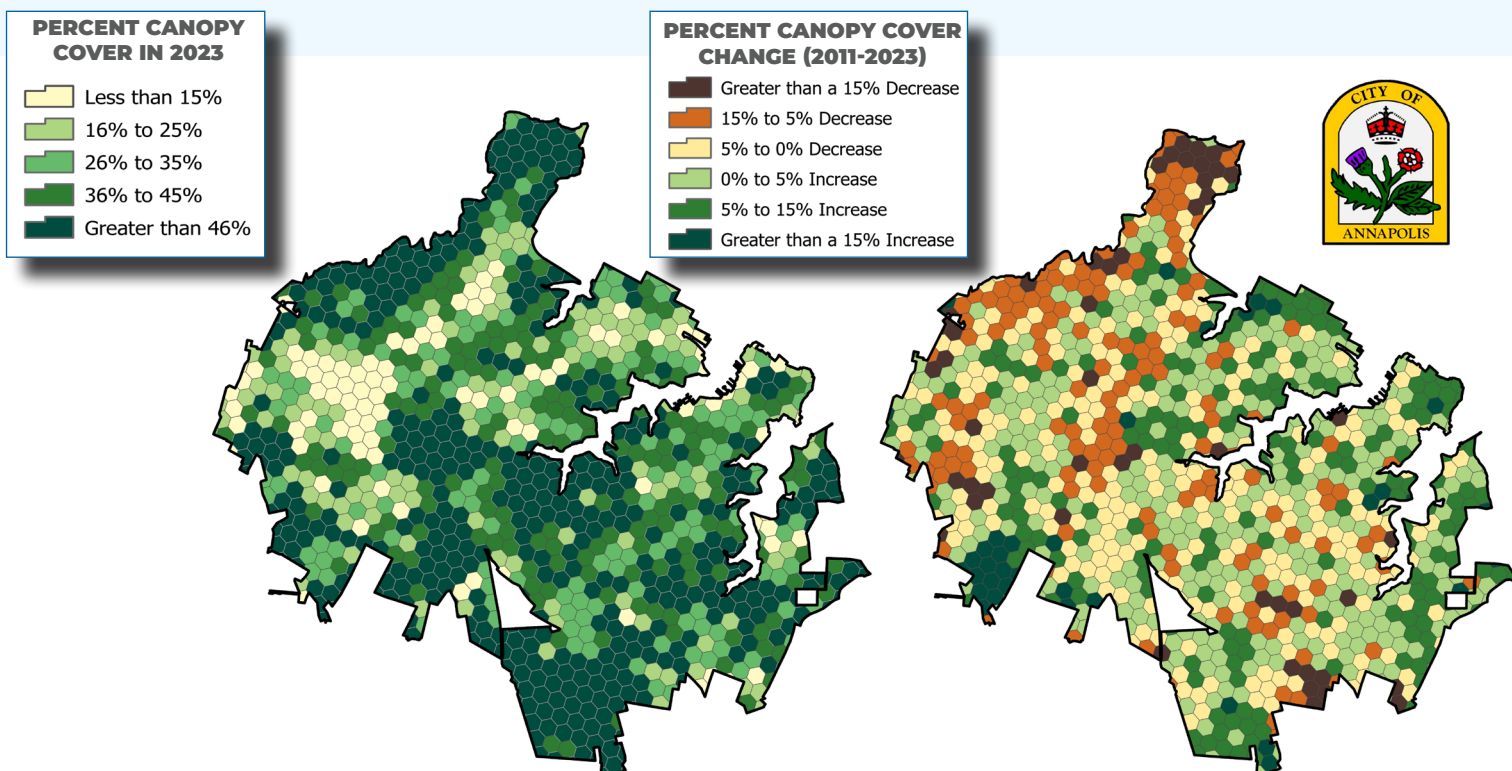 PERCENT CANOPY
COVER IN 2023
Less than 15%
16% to 25%
26% to 35%
36% to 45%
Greater than 46%
PERCENT CANOPY COVER
CHANGE (2011-2023)
Greater than a 15% Decrease
15% to 5% Decrease
5% to 0% Decrease
0% to 5% Increase
5% to 15% Increase
Greater than a 15% Increase
CITY OF
ANNAPOLIS